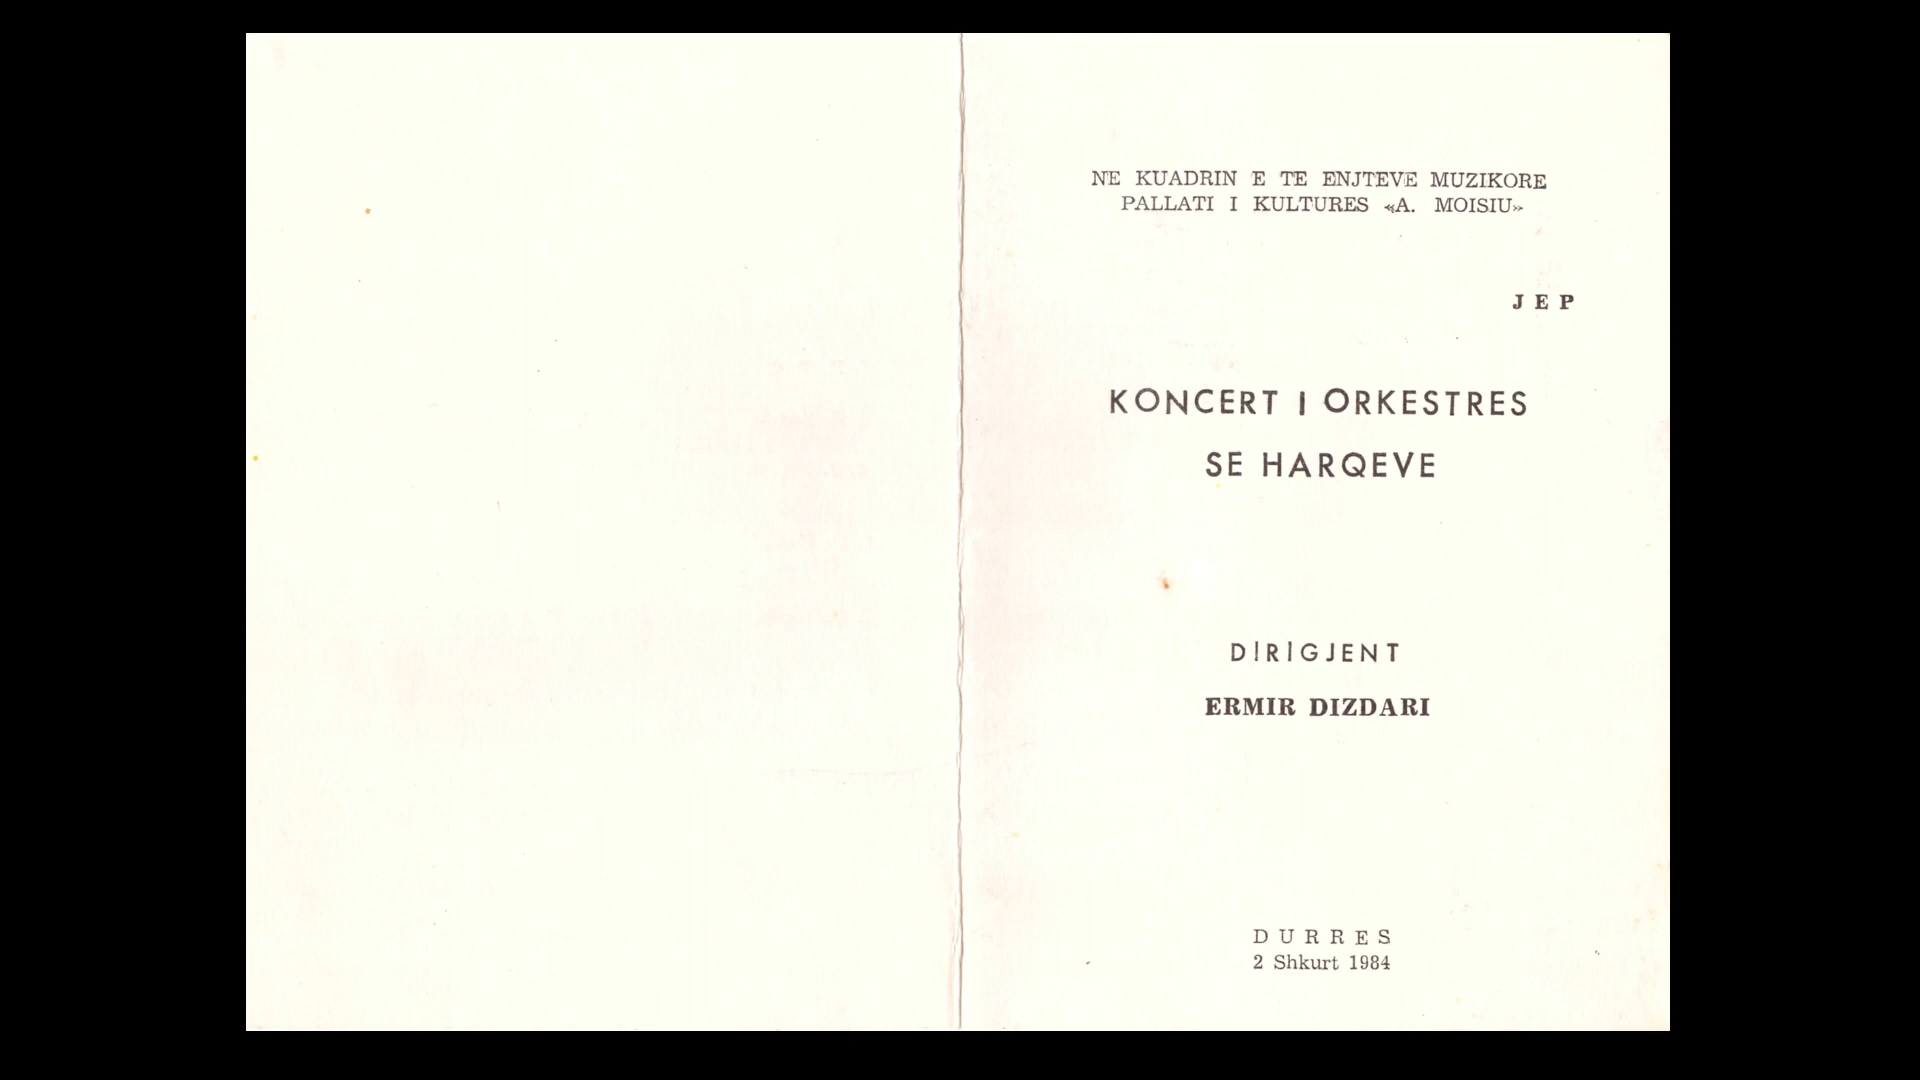 NE KUADRIN E TE ENJTEVE MUZIKORE
PALLATI I KULTURES «A. MOISIU»
JEP
KONCERT I ORKESTRES
SE HARQEVE
DIRIGJENT
ERMIR DIZDARI
DURRES
2 Shkurt 1984